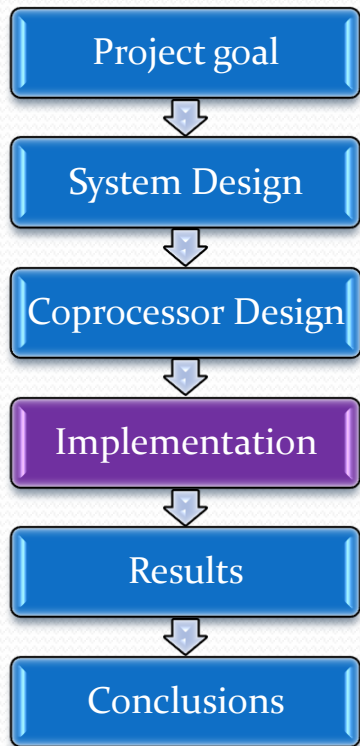 Project goal
System Design
Coprocessor Design
Implementation
Results
Conclusions